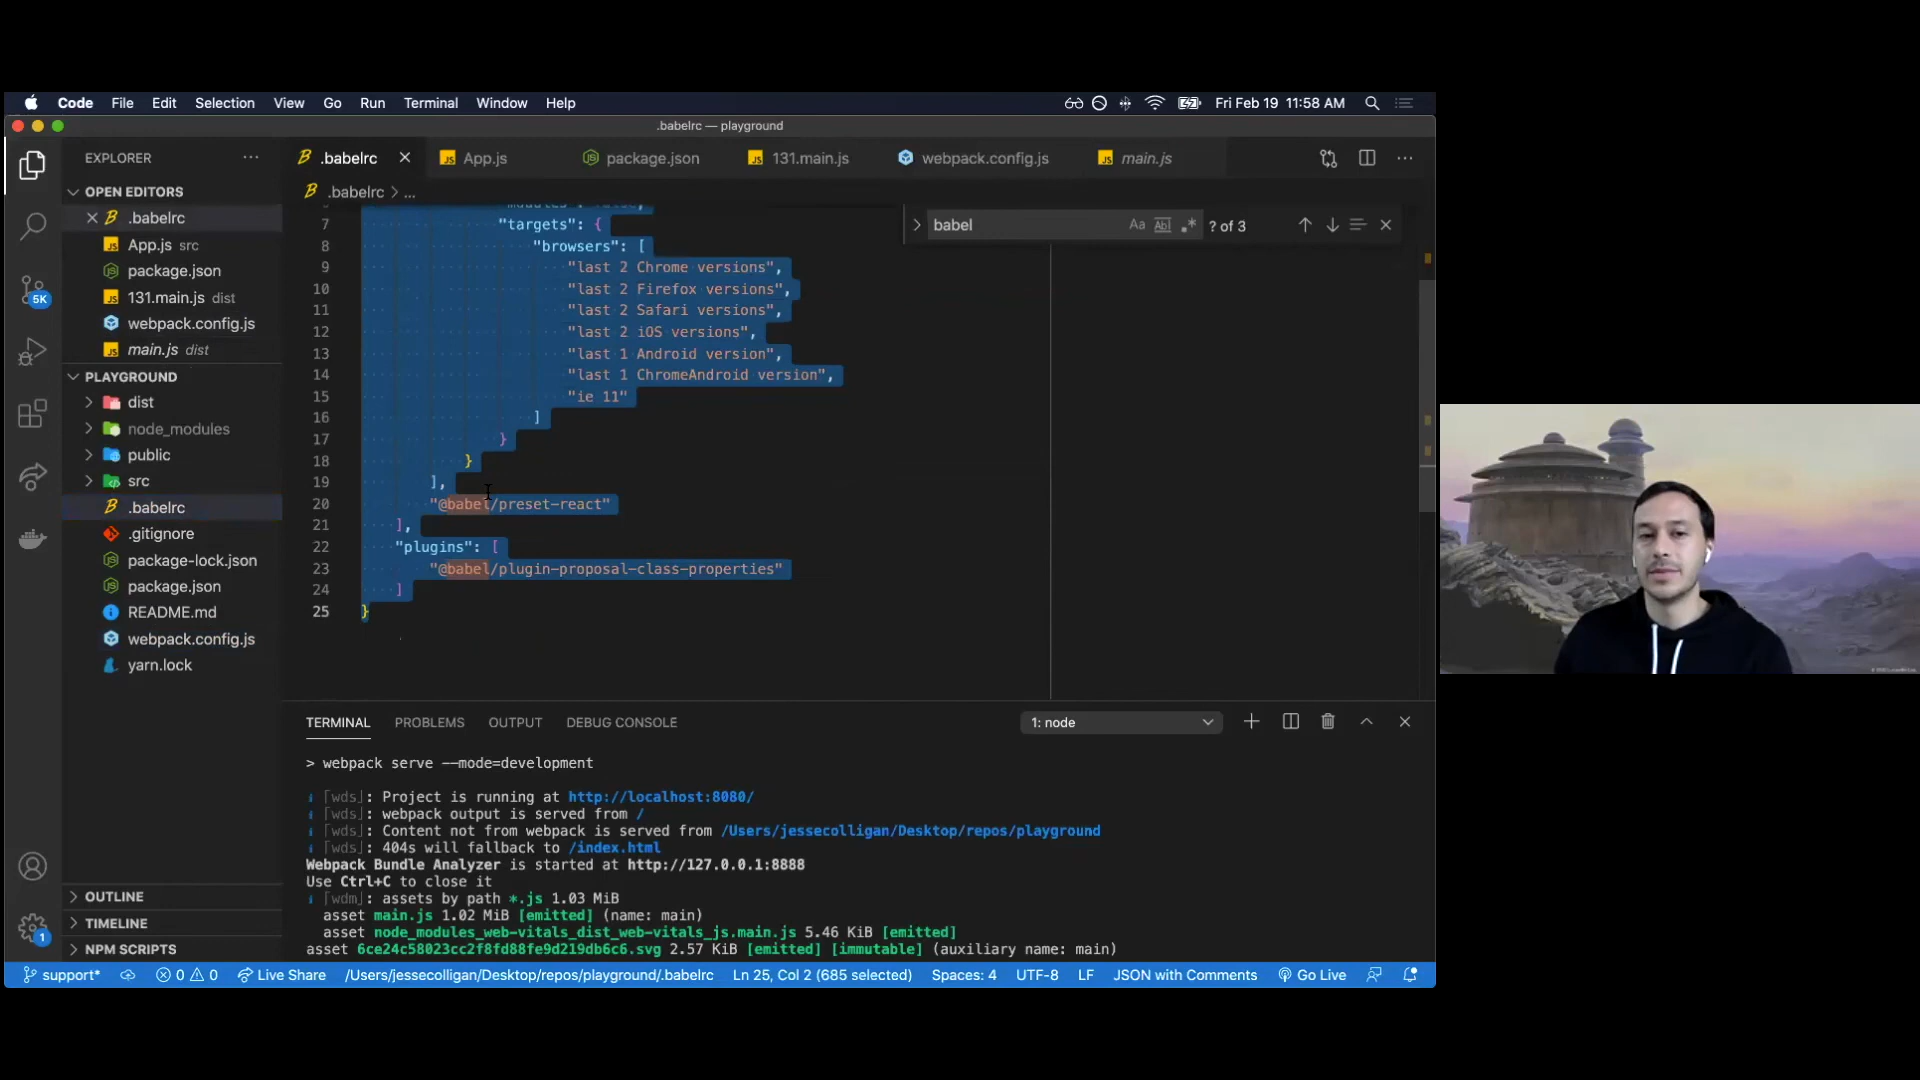 Code File Edit Selection View Go Run Terminal Window Help Fri Feb 19 11:58 AM
.babelrc — playground
EXPLORER
.babelrc
App.js
package.json
131.main.js
webpack.config.js
main.js
OPEN EDITORS
.babelrc > ...
.babelrc
App.js src
package.json
131.main.js dist
webpack.config.js
main.js dist
PLAYGROUND
dist
node_modules
public
src
.babelrc
.gitignore
package-lock.json
package.json
README.md
webpack.config.js
yarn.lock
OUTLINE
TIMELINE
NPM SCRIPTS
5K
1
babel Aa Abl .* ? of 3
7 "targets": {
8 "browsers": [
9 "last 2 Chrome versions",
10 "last 2 Firefox versions",
11 "last 2 Safari versions",
12 "last 2 iOS versions",
13 "last 1 Android version",
14 "last 1 ChromeAndroid version",
15 "ie 11"
16 ]
17 }
18 }
19 ],
20 "@babel/preset-react"
21 ],
22 "plugins": [
23 "@babel/plugin-proposal-class-properties"
24 ]
25 }
TERMINAL PROBLEMS OUTPUT DEBUG CONSOLE 1: node
> webpack serve --mode=development
i ｢wds｣: Project is running at http://localhost:8080/
i ｢wds｣: webpack output is served from /
i ｢wds｣: Content not from webpack is served from /Users/jessecolligan/Desktop/repos/playground
i ｢wds｣: 404s will fallback to /index.html
Webpack Bundle Analyzer is started at http://127.0.0.1:8888
Use Ctrl+C to close it
i ｢wdm｣: assets by path *.js 1.03 MiB
asset main.js 1.02 MiB [emitted] (name: main)
asset node_modules_web-vitals_dist_web-vitals_js.main.js 5.46 KiB [emitted]
asset 6ce24c58023cc2f8fd88fe9d219db6c6.svg 2.57 KiB [emitted] [immutable] (auxiliary name: main)
support* 0 0 Live Share /Users/jessecolligan/Desktop/repos/playground/.babelrc Ln 25, Col 2 (685 selected) Spaces: 4 UTF-8 LF JSON with Comments Go Live